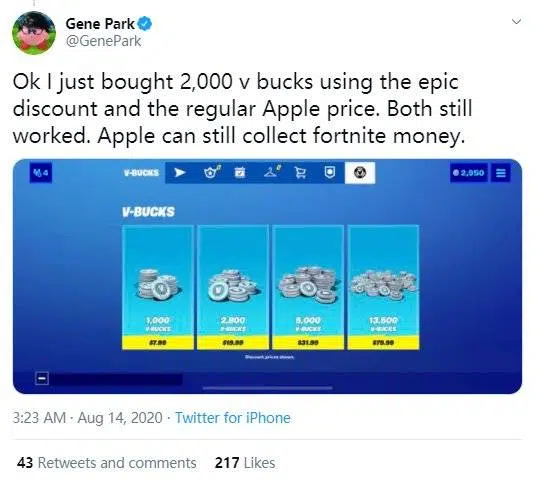 Gene Park
@GenePark
Ok I just bought 2,000 v bucks using the epic
discount and the regular Apple price. Both still
worked. Apple can still collect fortnite money.
4 V-BUCKS 2,950
V-BUCKS
1,000 2,800 5,000 13,500
V-BUCKS V-BUCKS V-BUCKS V-BUCKS
$7.99 $19.99 $31.99 $79.99
Discount prices shown.
3:23 AM · Aug 14, 2020 · Twitter for iPhone
43 Retweets and comments 217 Likes